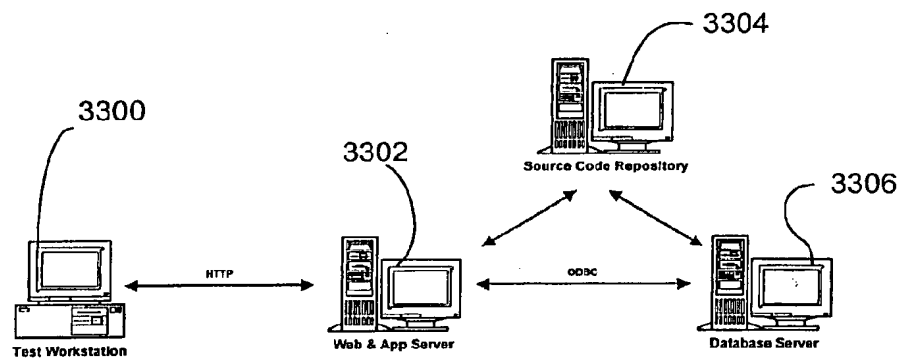 3304
3300
3302
Source Code Repository
3306
HTTP
ODBC
Test Workstation
Web & App Server
Database Server